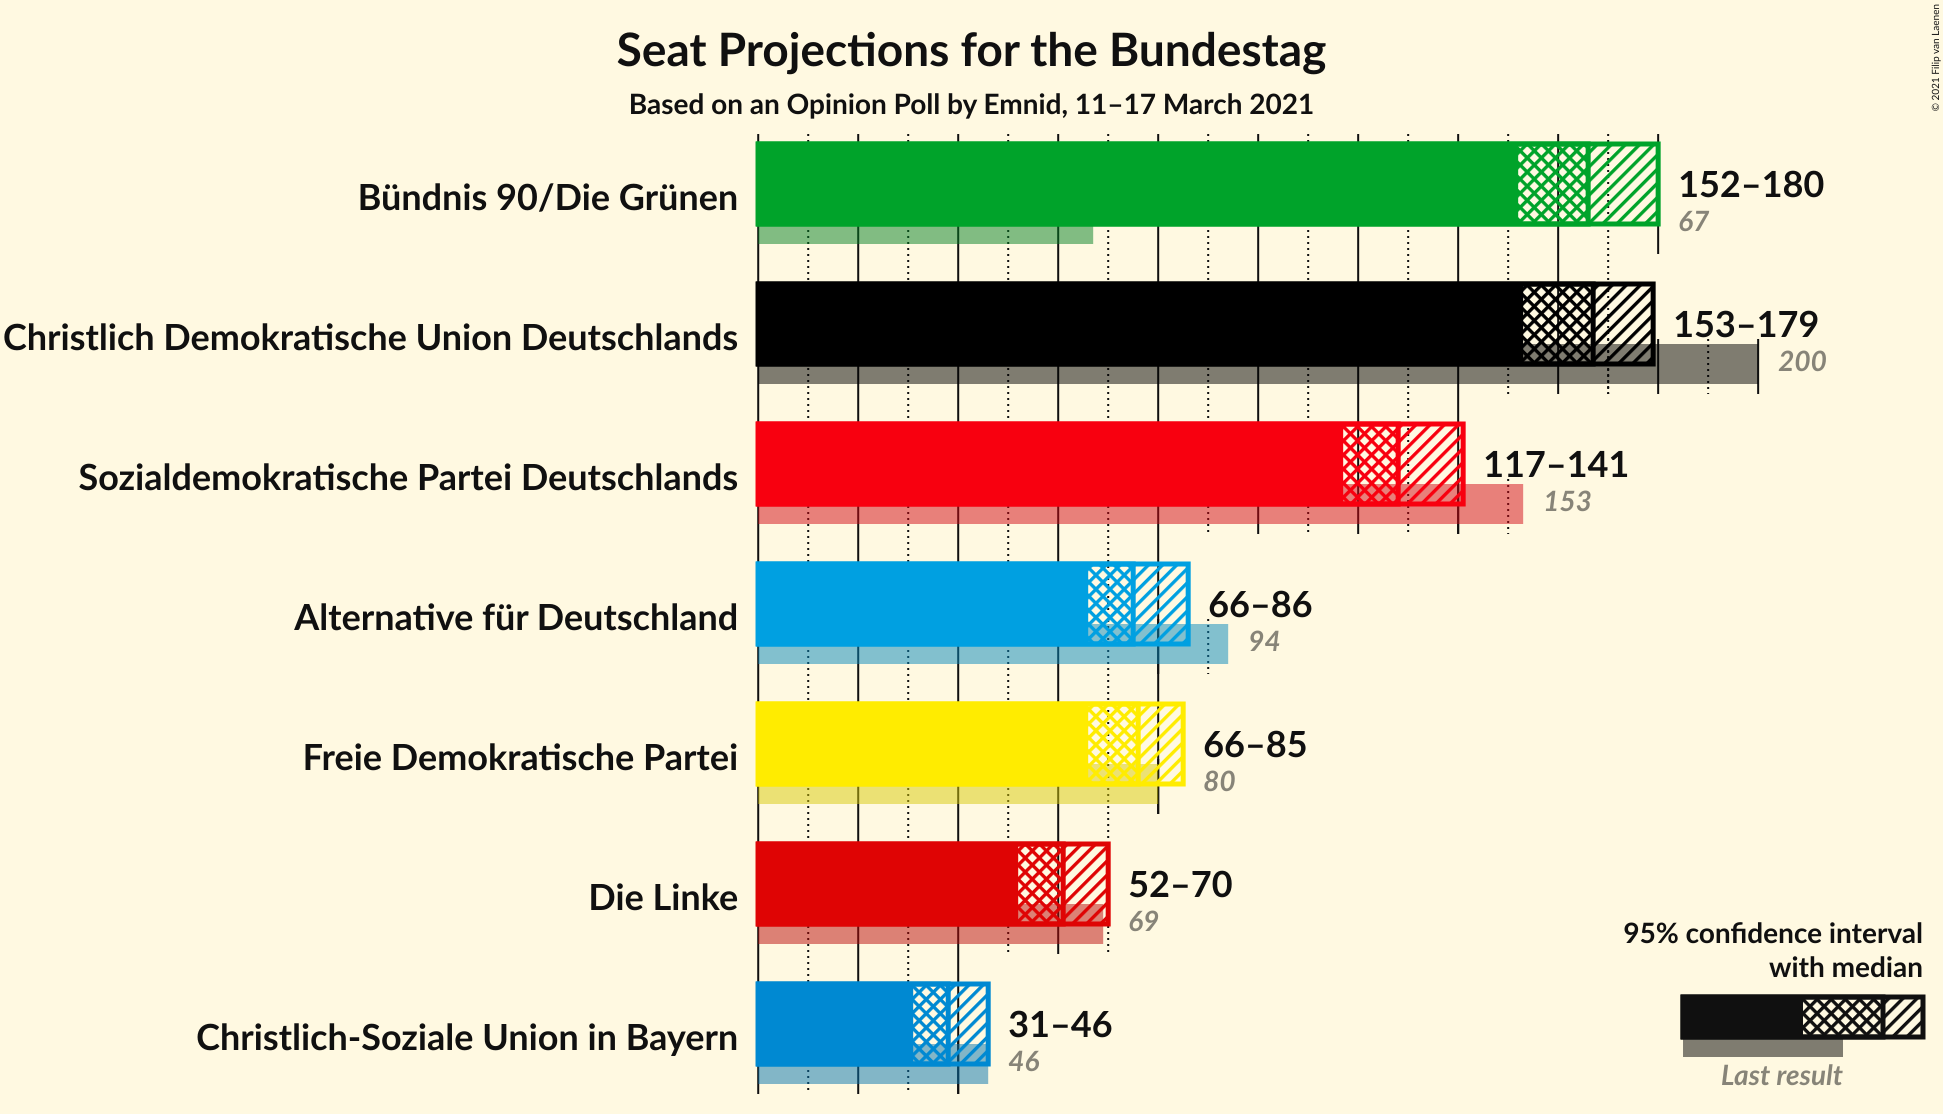 Seat Projections for the Bundestag
Based on an Opinion Poll by Emnid, 11–17 March 2021
© 2021 Filip van Laenen
Bündnis 90/Die Grünen
152–180
67
Christlich Demokratische Union Deutschlands
153–179
200
Sozialdemokratische Partei Deutschlands
117–141
153
Alternative für Deutschland
66–86
94
Freie Demokratische Partei
66–85
80
Die Linke
52–70
69
Christlich-Soziale Union in Bayern
31–46
46
95% confidence interval
with median
Last result